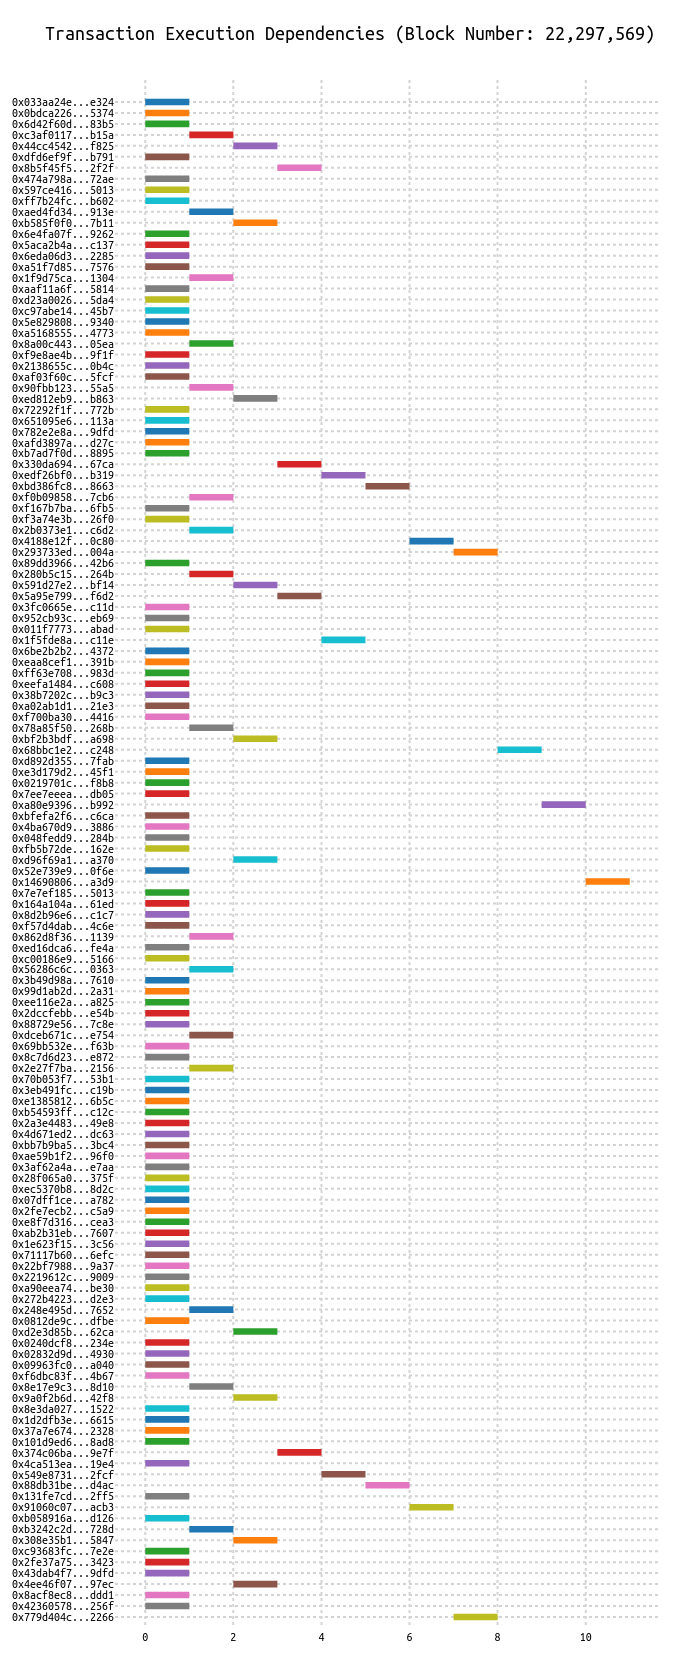 Transaction Execution Dependencies (Block Number: 22,297,569)
0x033aa24e...e324
0x0bdca226...5374
0x6d42f60d...83b5
0xc3af0117...b15a
0x44cc4542...f825
0xdfd6ef9f...b791
0x8b5f45f5...2f2f
0x474a798a...72ae
0x597ce416...5013
0xff7b24fc...b602
0xaed4fd34...913e
0xb585f0f0...7b11
0x6e4fa07f...9262
0x5aca2b4a...c137
0x6eda06d3...2285
0xa51f7d85...7576
0x1f9d75ca...1304
0xaaf11a6f...5814
0xd23a0026...5da4
0xc97abe14...45b7
0x5e829808...9340
0xa5168555...4773
0x8a00c443...05ea
0xf9e8ae4b...9f1f
0x2138655c...0b4c
0xaf03f60c...5fcf
0x90fbb123...55a5
0xed812eb9...b863
0x72292f1f...772b
0x651095e6...113a
0x782e2e8a...9dfd
0xafd3897a...d27c
0xb7ad7f0d...8895
0x330da694...67ca
0xedf26bf0...b319
0xbd386fc8...8663
0xf0b09858...7cb6
0xf167b7ba...6fb5
0xf3a74e3b...26f0
0x2b0373e1...c6d2
0x4188e12f...0c80
0x293733ed...004a
0x89dd3966...42b6
0x280b5c15...264b
0x591d27e2...bf14
0x5a95e799...f6d2
0x3fc0665e...c11d
0x952cb93c...eb69
0x011f7773...abad
0x1f5fde8a...c11e
0x6be2b2b2...4372
0xeaa8cef1...391b
0xff63e708...983d
0xeefa1484...c608
0x38b7202c...b9c3
0xa02ab1d1...21e3
0xf700ba30...4416
0x78a85f50...268b
0xbf2b3bdf...a698
0x68bbc1e2...c248
0xd892d355...7fab
0xe3d179d2...45f1
0x0219701c...f8b8
0x7ee7eeea...db05
0xa80e9396...b992
0xbfefa2f6...c6ca
0x4ba670d9...3886
0x048fedd9...284b
0xfb5b72de...162e
0xd96f69a1...a370
0x52e739e9...0f6e
0x14690806...a3d9
0x7e7ef185...5013
0x164a104a...61ed
0x8d2b96e6...c1c7
0xf57d4dab...4c6e
0x862d8f36...1139
0xed16dca6...fe4a
0xc00186e9...5166
0x56286c6c...0363
0x3b49d98a...7610
0x99d1ab2d...2a31
0xee116e2a...a825
0x2dccfebb...e54b
0x88729e56...7c8e
0xdceb671c...e754
0x69bb532e...f63b
0x8c7d6d23...e872
0x2e27f7ba...2156
0x70b053f7...53b1
0x3eb491fc...c19b
0xe1385812...6b5c
0xb54593ff...c12c
0x2a3e4483...49e8
0x4d671ed2...dc63
0xbb7b9ba5...3bc4
0xae59b1f2...96f0
0x3af62a4a...e7aa
0x28f065a0...375f
0xec5370b8...8d2c
0x07dff1ce...a782
0x2fe7ecb2...c5a9
0xe8f7d316...cea3
0xab2b31eb...7607
0x1e623f15...3c56
0x71117b60...6efc
0x22bf7988...9a37
0x2219612c...9009
0xa90eea74...be30
0x272b4223...d2e3
0x248e495d...7652
0x0812de9c...dfbe
0xd2e3d85b...62ca
0x0240dcf8...234e
0x02832d9d...4930
0x09963fc0...a040
0xf6dbc83f...4b67
0x8e17e9c3...8d10
0x9a0f2b6d...42f8
0x8e3da027...1522
0x1d2dfb3e...6615
0x37a7e674...2328
0x101d9ed6...8ad8
0x374c06ba...9e7f
0x4ca513ea...19e4
0x549e8731...2fcf
0x88db31be...d4ac
0x131fe7cd...2ff5
0x91060c07...acb3
0xb058916a...d126
0xb3242c2d...728d
0x308e35b1...5847
0xc93683fc...7e2e
0x2fe37a75...3423
0x43dab4f7...9dfd
0x4ee46f07...97ec
0x8acf8ec8...ddd1
0x42360578...256f
0x779d404c...2266
0 2 4 6 8 10